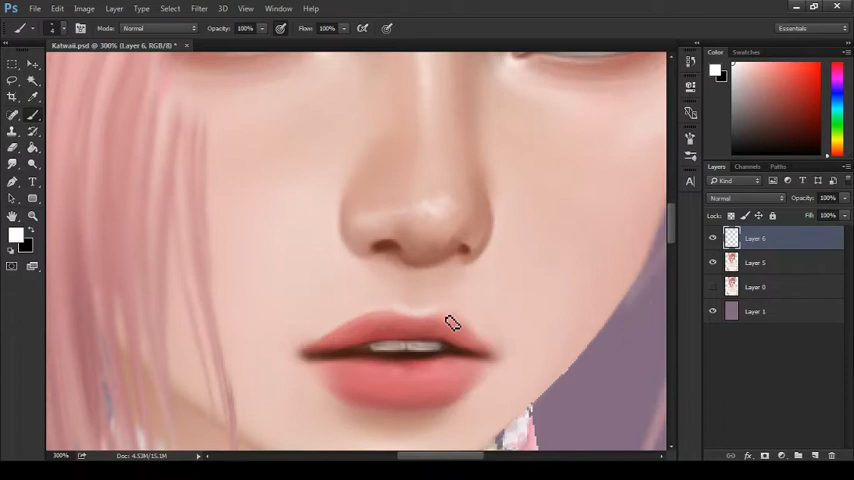 Ps File Edit Image Layer Type Select Filter 3D View Window Help
4 Mode: Normal Opacity: 100% Flow: 100% Essentials
Katwaii.psd @ 300% (Layer 6, RGB/8) * ×
Color Swatches
Layers Channels Paths
Kind
Normal Opacity: 100%
Lock: Fill: 100%
Layer 6
Layer 5
Layer 0
Layer 1
300% Doc: 4.53M/15.1M